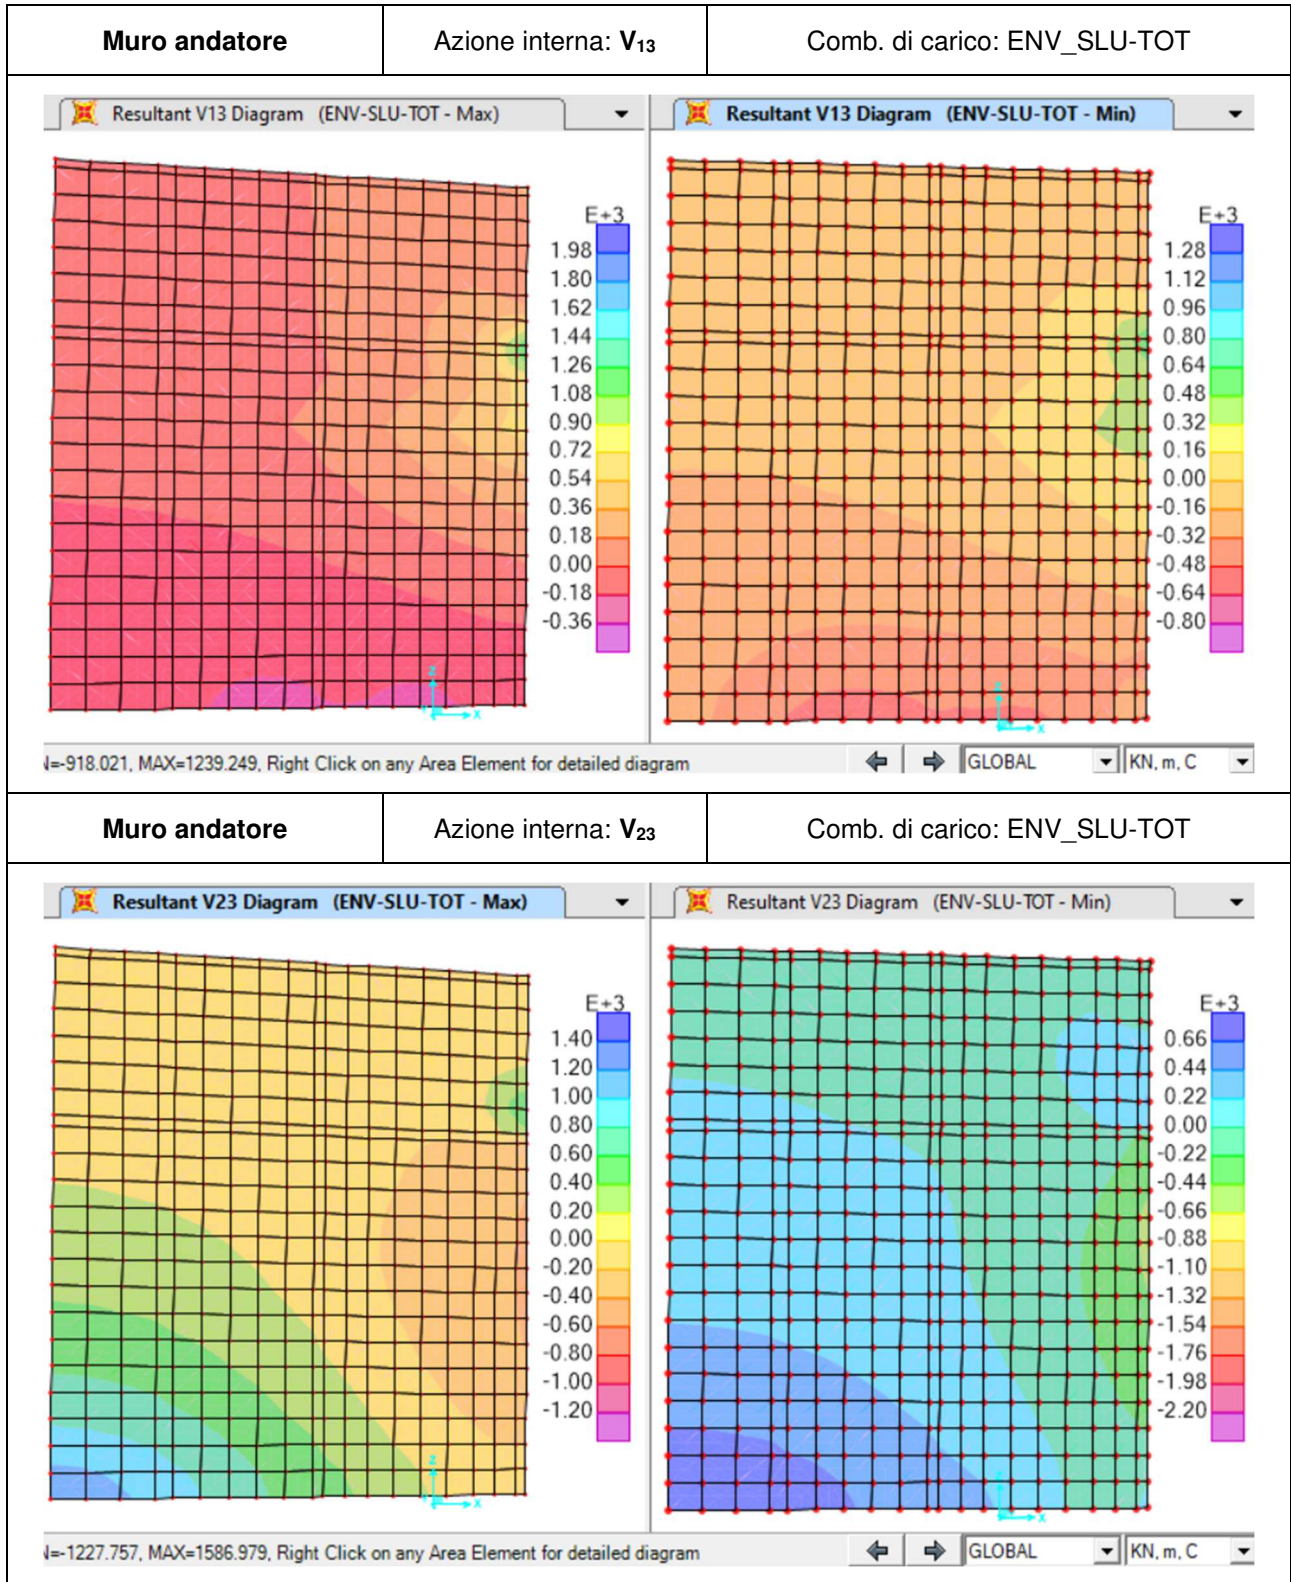 Muro andatore Azione interna: V13 Comb. di carico: ENV_SLU-TOT
Resultant V13 Diagram (ENV-SLU-TOT - Max)
Resultant V13 Diagram (ENV-SLU-TOT - Min)
E+3
1.98
1.80
1.62
1.44
1.26
1.08
0.90
0.72
0.54
0.36
0.18
0.00
-0.18
-0.36
z
x
E+3
1.28
1.12
0.96
0.80
0.64
0.48
0.32
0.16
0.00
-0.16
-0.32
-0.48
-0.64
-0.80
z
x
N=-918.021, MAX=1239.249, Right Click on any Area Element for detailed diagram
GLOBAL
KN, m, C
Muro andatore Azione interna: V23 Comb. di carico: ENV_SLU-TOT
Resultant V23 Diagram (ENV-SLU-TOT - Max)
Resultant V23 Diagram (ENV-SLU-TOT - Min)
E+3
1.40
1.20
1.00
0.80
0.60
0.40
0.20
0.00
-0.20
-0.40
-0.60
-0.80
-1.00
-1.20
z
x
E+3
0.66
0.44
0.22
0.00
-0.22
-0.44
-0.66
-0.88
-1.10
-1.32
-1.54
-1.76
-1.98
-2.20
z
x
N=-1227.757, MAX=1586.979, Right Click on any Area Element for detailed diagram
GLOBAL
KN, m, C